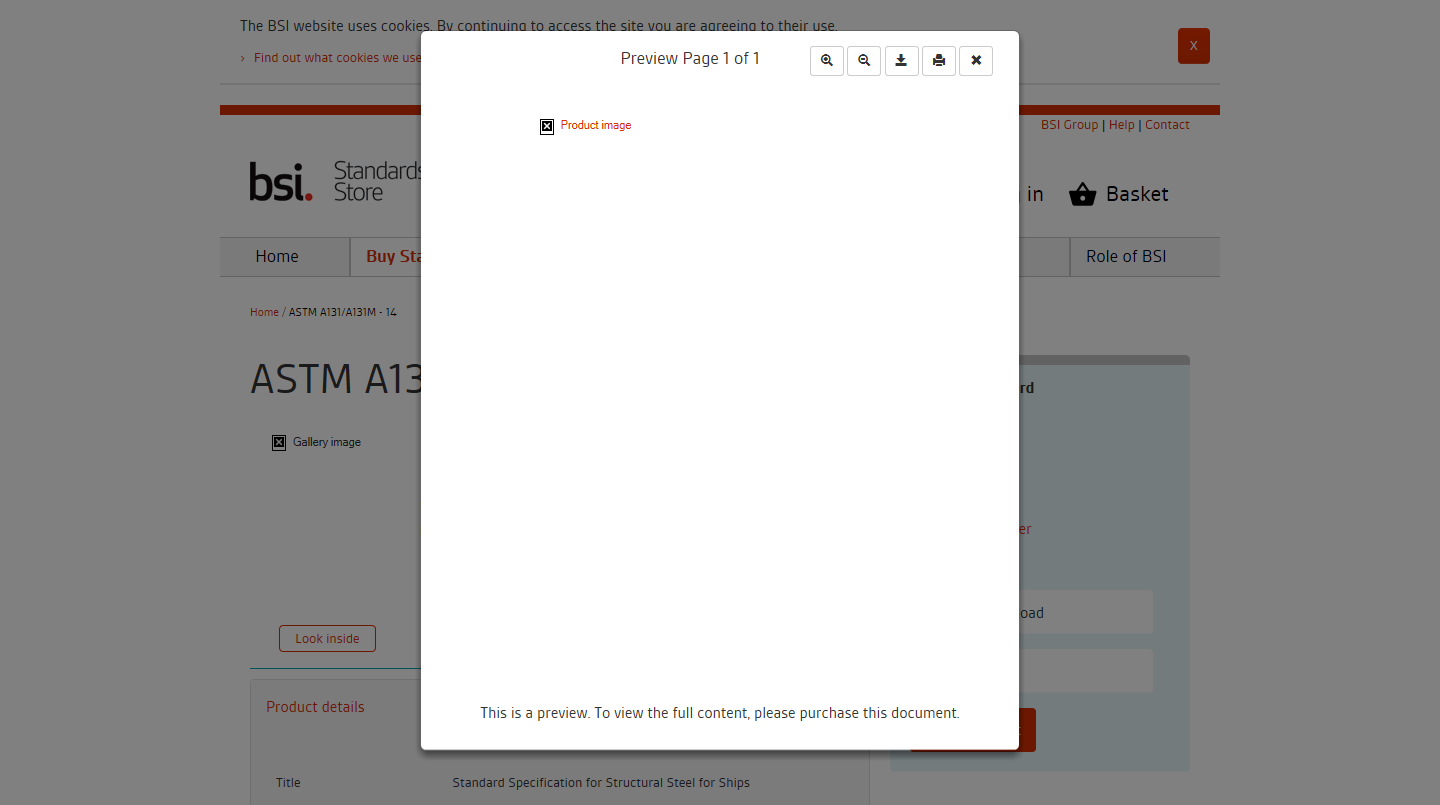 The BSI website uses cookies. By continuing to access the site you are agreeing to their use.
› Find out what cookies we use
X
Preview Page 1 of 1
Product image
BSI Group | Help | Contact
bsi. Standards
Store
in
Basket
Home
Buy
Role of BSI
Home / ASTM A131/A131M - 14
ASTM A13
Gallery image
Look inside
This is a preview. To view the full content, please purchase this document.
Product details
Title
Standard Specification for Structural Steel for Ships